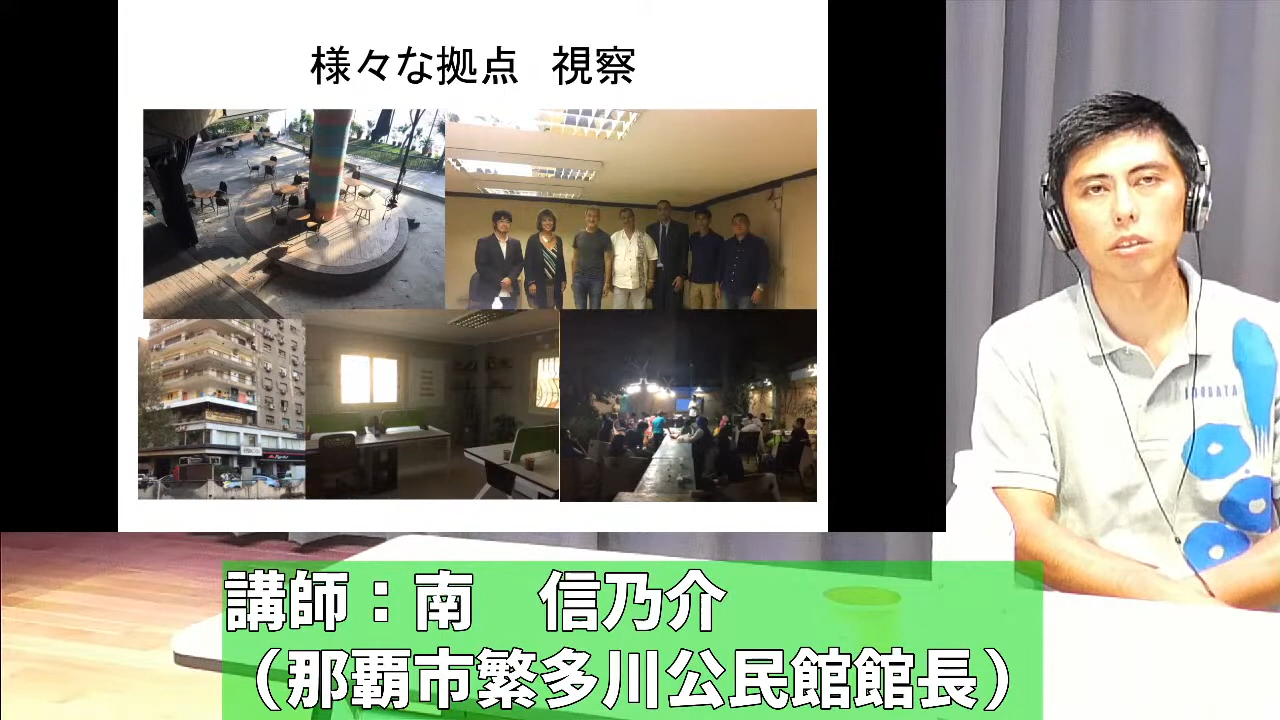 様々な拠点　視察
講師：南　信乃介
（那覇市繁多川公民館館長）